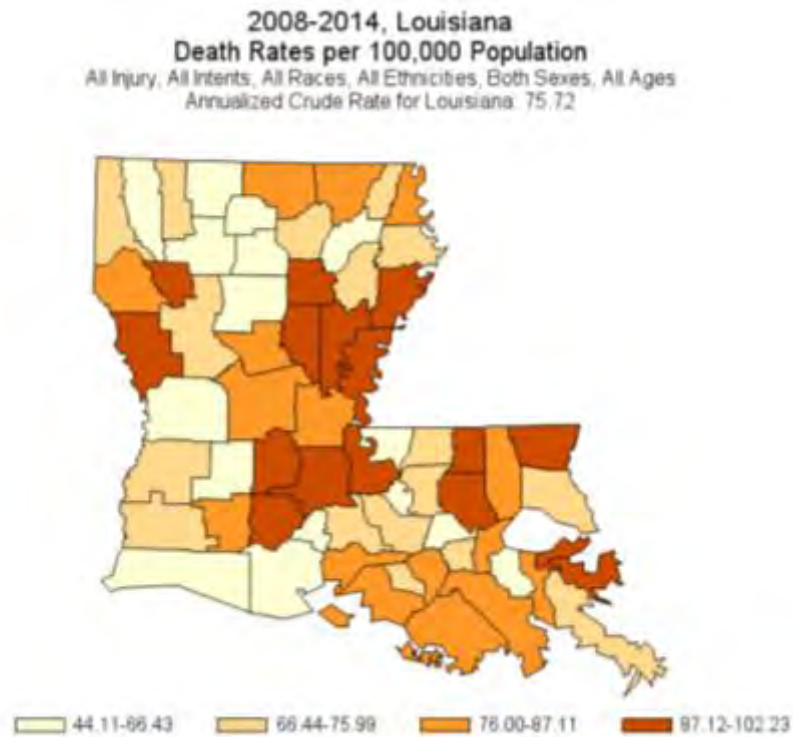 2008-2014, Louisiana
Death Rates per 100,000 Population
All Injury, All Intents, All Races, All Ethnicities, Both Sexes, All Ages
Annualized Crude Rate for Louisiana: 75.72
44.11-66.43 66.44-75.99 76.00-87.11 87.12-102.23